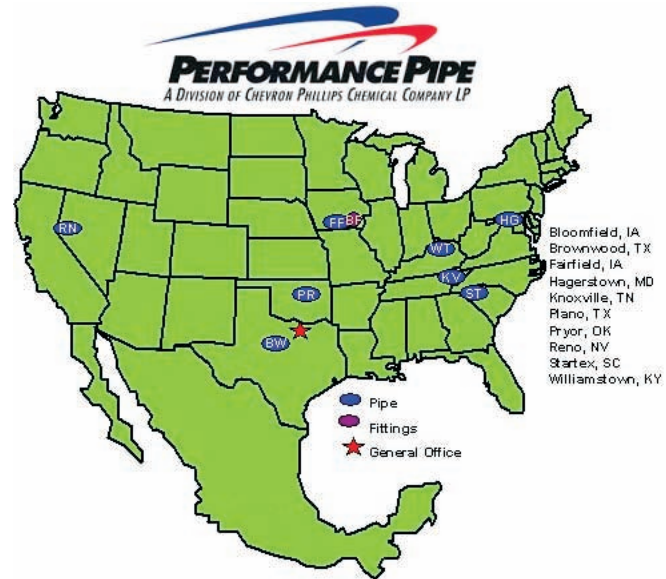 PERFORMANCE PIPE
A DIVISION OF CHEVRON PHILLIPS CHEMICAL COMPANY LP
RN
FF
BF
HG
WT
KV
PR
ST
BW
Bloomfield, IA
Brownwood, TX
Fairfield, IA
Hagerstown, MD
Knoxville, TN
Plano, TX
Pryor, OK
Reno, NV
Startex, SC
Williamstown, KY
Pipe
Fittings
General Office